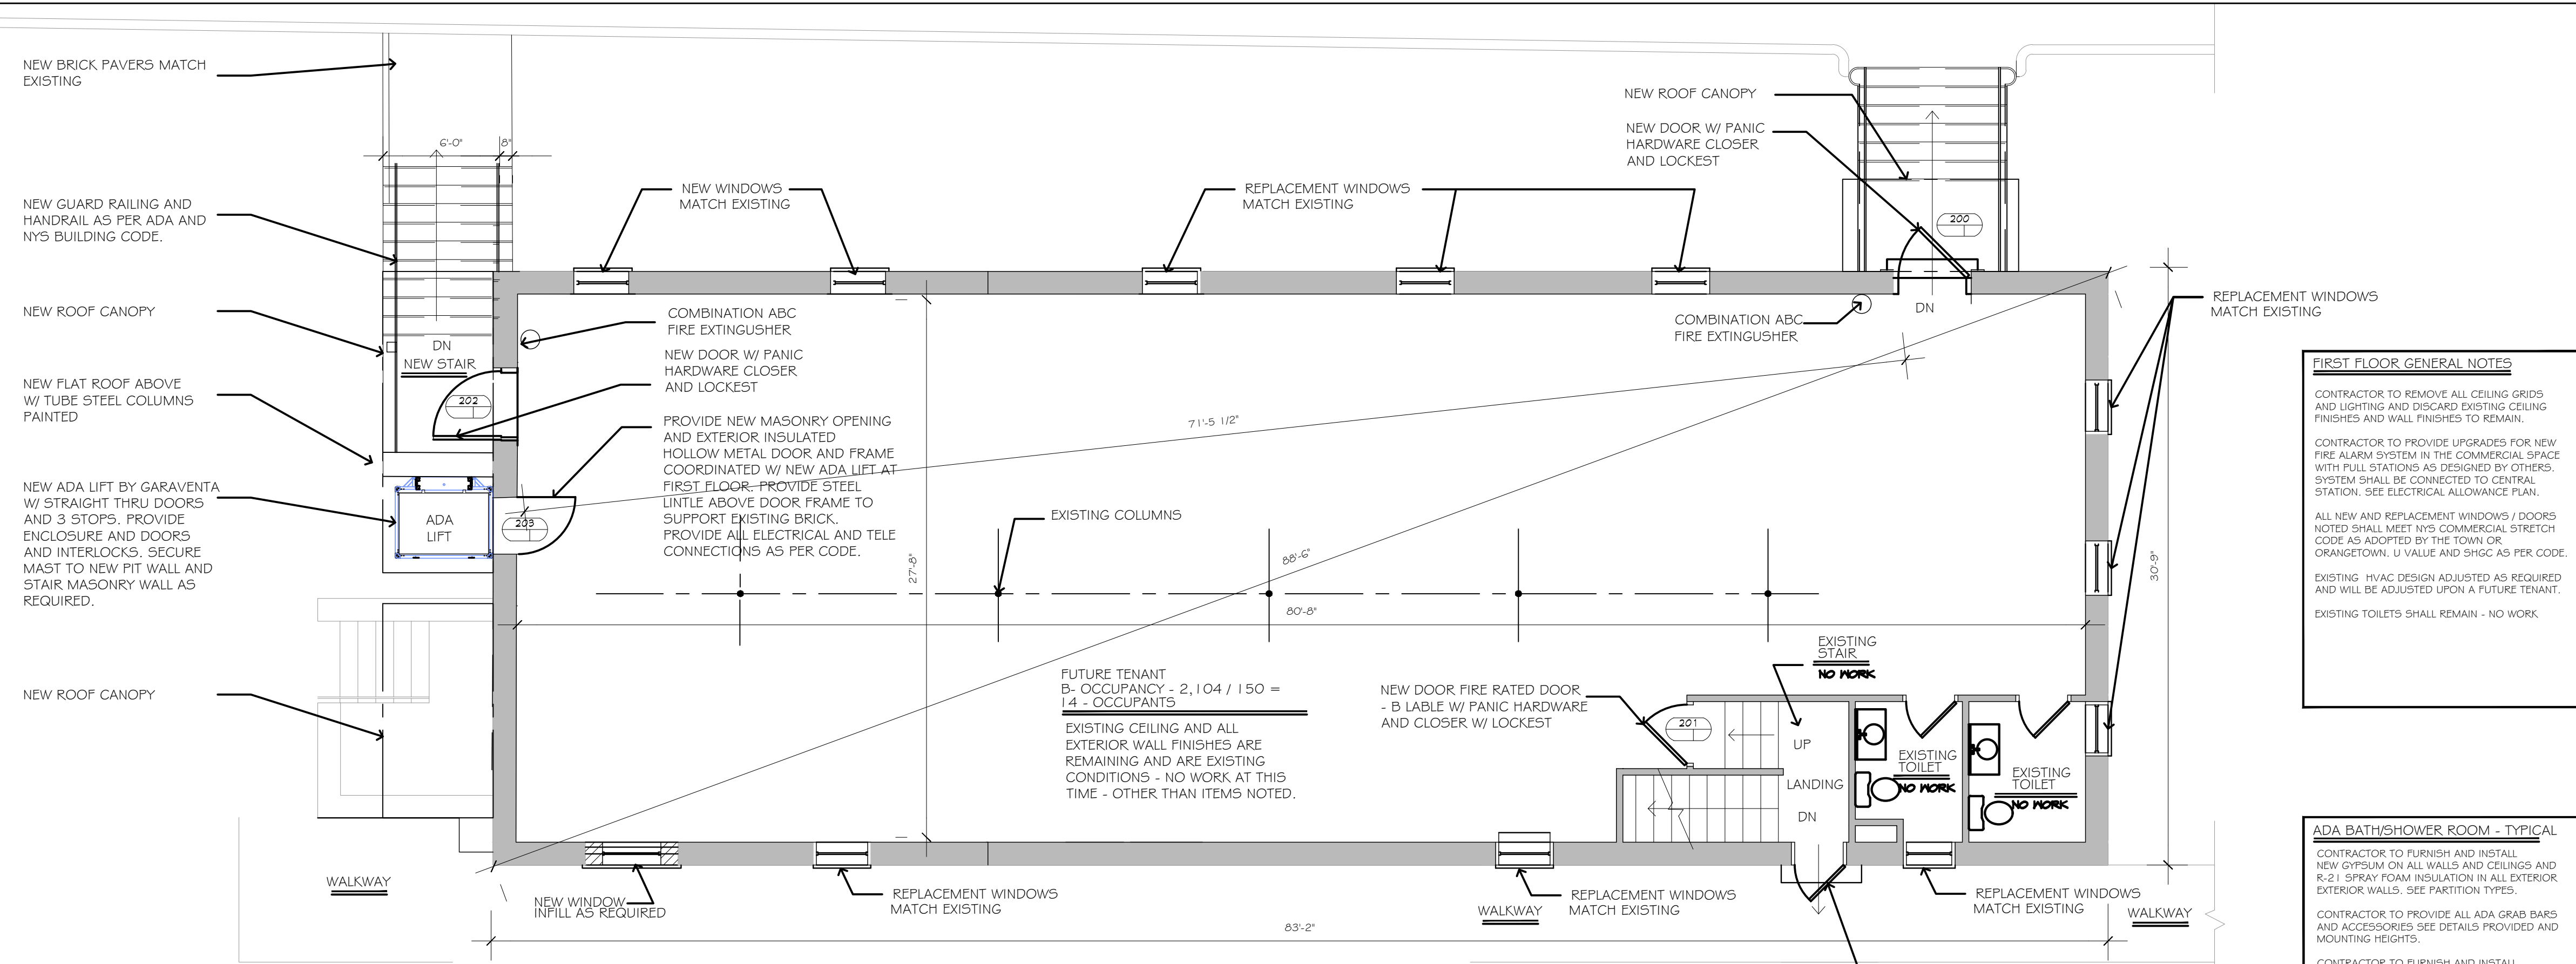 NEW BRICK PAVERS MATCH
EXISTING
NEW GUARD RAILING AND
HANDRAIL AS PER ADA AND
NYS BUILDING CODE.
NEW ROOF CANOPY
NEW FLAT ROOF ABOVE
W/ TUBE STEEL COLUMNS
PAINTED
NEW ADA LIFT BY GARAVENTA
W/ STRAIGHT THRU DOORS
AND 3 STOPS. PROVIDE
ENCLOSURE AND DOORS
AND INTERLOCKS. SECURE
MAST TO NEW PIT WALL AND
STAIR MASONRY WALL AS
REQUIRED.
NEW ROOF CANOPY
6'-0"
8"
DN
NEW STAIR
202
ADA
LIFT
203
WALKWAY
NEW WINDOWS
MATCH EXISTING
COMBINATION ABC
FIRE EXTINGUSHER
NEW DOOR W/ PANIC
HARDWARE CLOSER
AND LOCKEST
PROVIDE NEW MASONRY OPENING
AND EXTERIOR INSULATED
HOLLOW METAL DOOR AND FRAME
COORDINATED W/ NEW ADA LIFT AT
FIRST FLOOR. PROVIDE STEEL
LINTLE ABOVE DOOR FRAME TO
SUPPORT EXISTING BRICK.
PROVIDE ALL ELECTRICAL AND TELE
CONNECTIONS AS PER CODE.
27'-8"
EXISTING COLUMNS
REPLACEMENT WINDOWS
MATCH EXISTING
71'-5 1/2"
88'-6"
80'-8"
FUTURE TENANT
B- OCCUPANCY - 2,104 / 150 =
14 - OCCUPANTS
EXISTING CEILING AND ALL
EXTERIOR WALL FINISHES ARE
REMAINING AND ARE EXISTING
CONDITIONS - NO WORK AT THIS
TIME - OTHER THAN ITEMS NOTED.
NEW ROOF CANOPY
NEW DOOR W/ PANIC
HARDWARE CLOSER
AND LOCKEST
200
DN
COMBINATION ABC
FIRE EXTINGUSHER
REPLACEMENT WINDOWS
MATCH EXISTING
30'-9"
EXISTING
STAIR
NO WORK
NEW DOOR FIRE RATED DOOR
- B LABLE W/ PANIC HARDWARE
AND CLOSER W/ LOCKEST
201
UP
LANDING
DN
EXISTING
TOILET
NO WORK
EXISTING
TOILET
NO WORK
NEW WINDOW
INFILL AS REQUIRED
REPLACEMENT WINDOWS
MATCH EXISTING
WALKWAY
REPLACEMENT WINDOWS
MATCH EXISTING
REPLACEMENT WINDOWS
MATCH EXISTING
WALKWAY
83'-2"
FIRST FLOOR GENERAL NOTES
CONTRACTOR TO REMOVE ALL CEILING GRIDS
AND LIGHTING AND DISCARD EXISTING CEILING
FINISHES AND WALL FINISHES TO REMAIN.
CONTRACTOR TO PROVIDE UPGRADES FOR NEW
FIRE ALARM SYSTEM IN THE COMMERCIAL SPACE
WITH PULL STATIONS AS DESIGNED BY OTHERS.
SYSTEM SHALL BE CONNECTED TO CENTRAL
STATION. SEE ELECTRICAL ALLOWANCE PLAN.
ALL NEW AND REPLACEMENT WINDOWS / DOORS
NOTED SHALL MEET NYS COMMERCIAL STRETCH
CODE AS ADOPTED BY THE TOWN OR
ORANGETOWN. U VALUE AND SHGC AS PER CODE.
EXISTING HVAC DESIGN ADJUSTED AS REQUIRED
AND WILL BE ADJUSTED UPON A FUTURE TENANT.
EXISTING TOILETS SHALL REMAIN - NO WORK
ADA BATH/SHOWER ROOM - TYPICAL
CONTRACTOR TO FURNISH AND INSTALL
NEW GYPSUM ON ALL WALLS AND CEILINGS AND
R-21 SPRAY FOAM INSULATION IN ALL EXTERIOR
EXTERIOR WALLS. SEE PARTITION TYPES.
CONTRACTOR TO PROVIDE ALL ADA GRAB BARS
AND ACCESSORIES SEE DETAILS PROVIDED AND
MOUNTING HEIGHTS.
CONTRACTOR TO FURNISH AND INSTALL